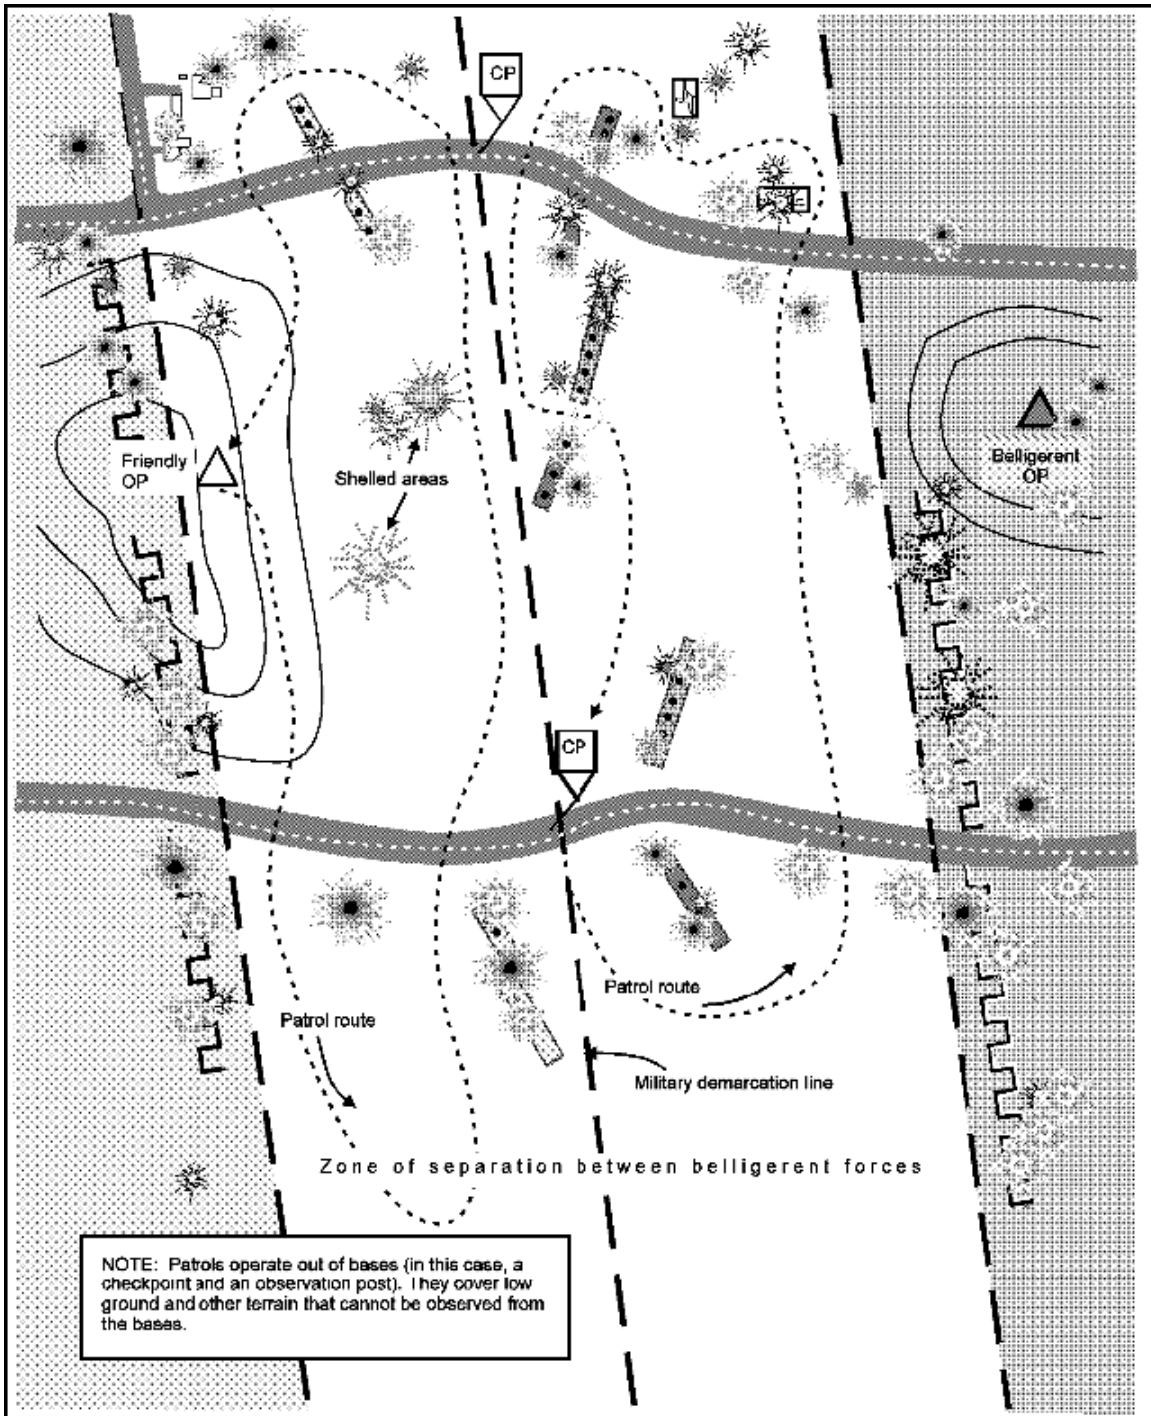 CP
Friendly
OP
Shelled areas
Belligerent
OP
CP
Patrol route
Patrol route
Military demarcation line
Zone of separation between belligerent forces
NOTE: Patrols operate out of bases (in this case, a
checkpoint and an observation post). They cover low
ground and other terrain that cannot be observed from
the bases.